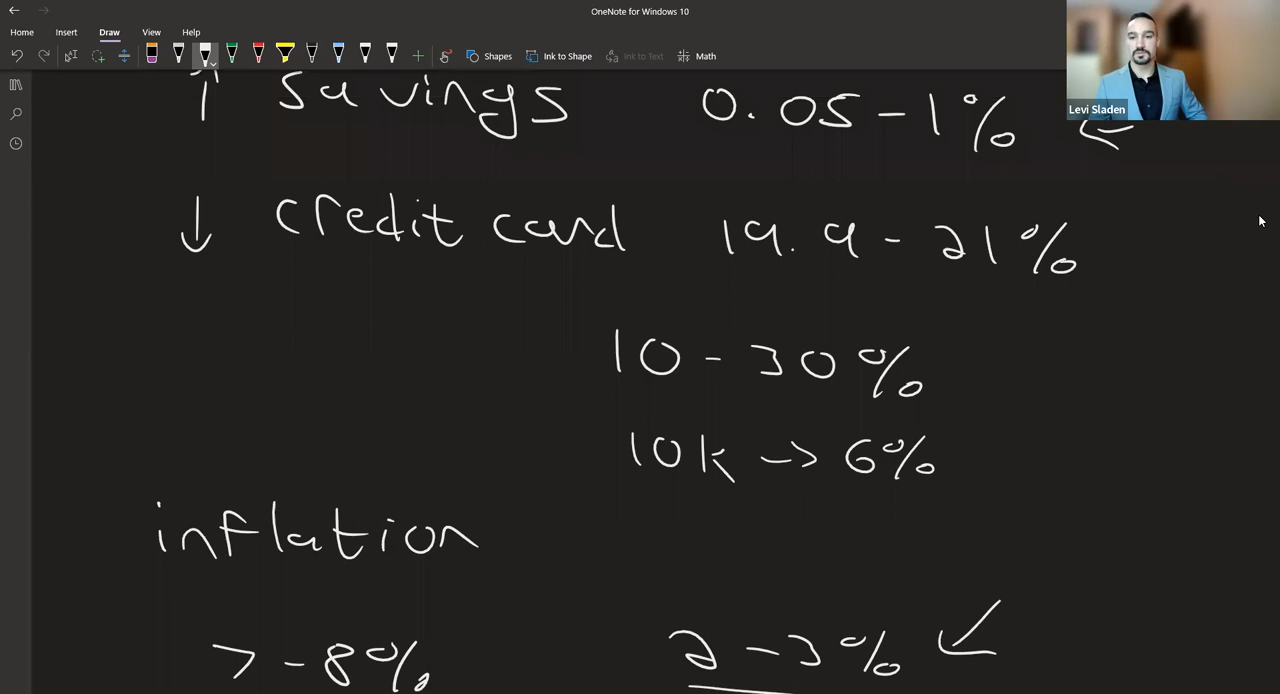 OneNote for Windows 10
Home Insert Draw View Help
Shapes Ink to Shape Ink to Text Math
Levi Sladen
↑ savings 0.05 - 1% ←
↓ credit card 19.9 - 21%
10 - 30%
10k -> 6%
inflation
7 - 8% 2 - 3% ←